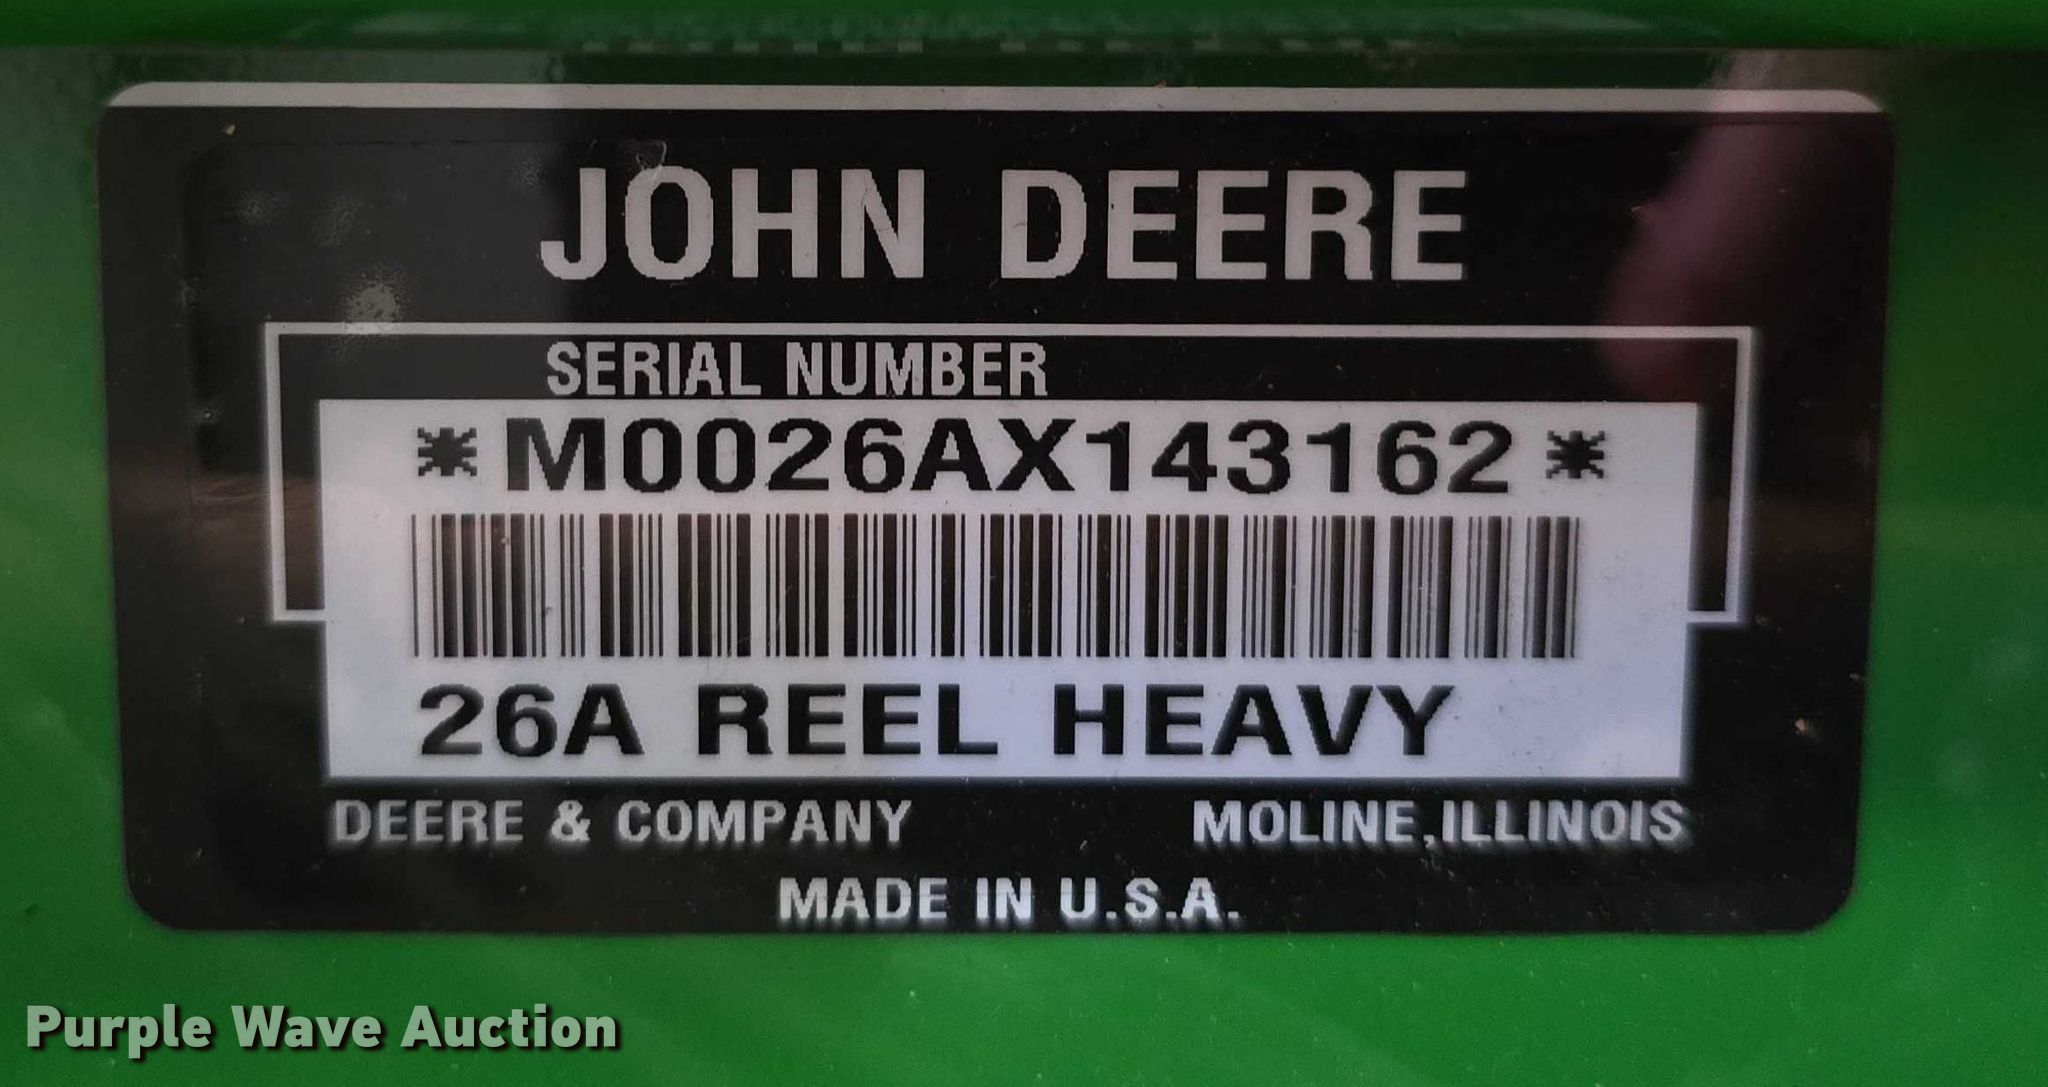 JOHN DEERE
SERIAL NUMBER
*M0026AX143162*
26A REEL HEAVY
DEERE & COMPANY MOLINE,ILLINOIS
MADE IN U.S.A.
Purple Wave Auction